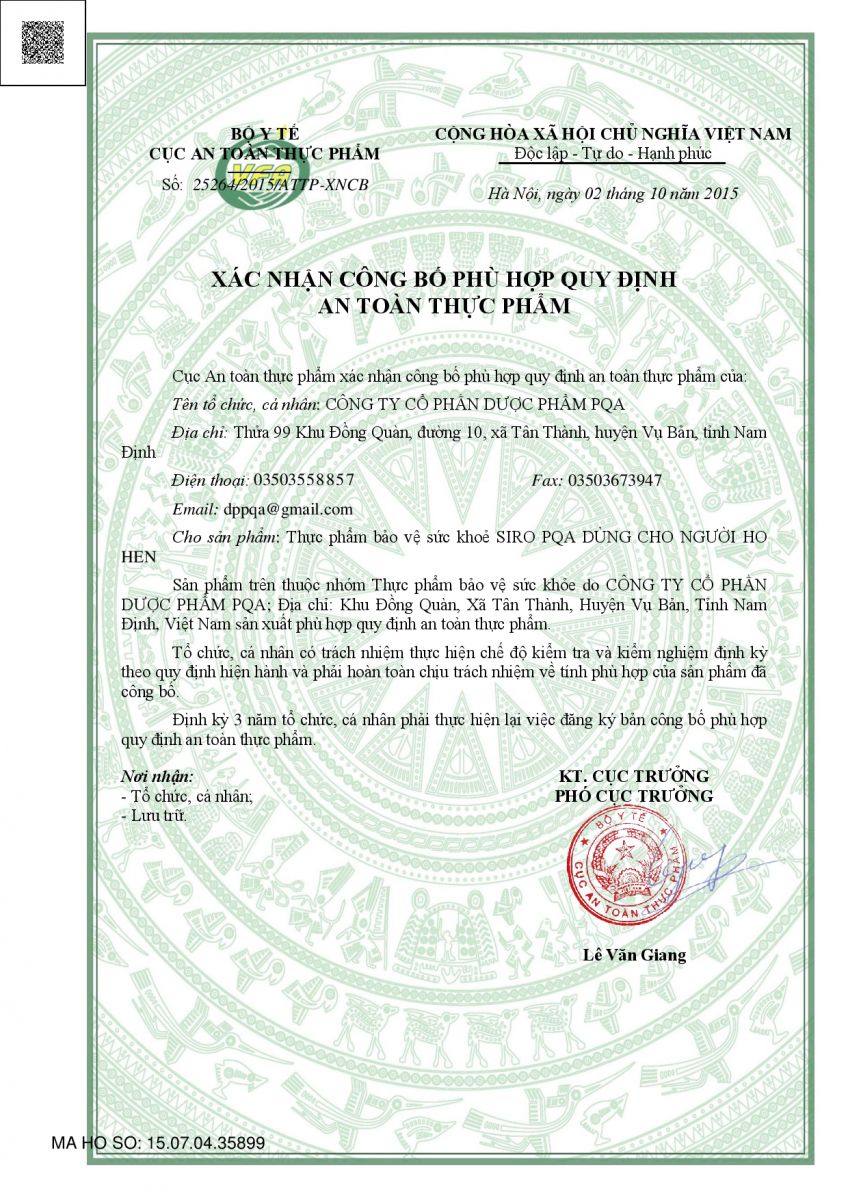 BỘ Y TẾ
CỤC AN TOÀN THỰC PHẨM
VFA
Số: 25264/2015/ATTP-XNCB
CỘNG HÒA XÃ HỘI CHỦ NGHĨA VIỆT NAM
Độc lập - Tự do - Hạnh phúc
Hà Nội, ngày 02 tháng 10 năm 2015
XÁC NHẬN CÔNG BỐ PHÙ HỢP QUY ĐỊNH
AN TOÀN THỰC PHẨM
Cục An toàn thực phẩm xác nhận công bố phù hợp quy định an toàn thực phẩm của:
Tên tổ chức, cá nhân: CÔNG TY CỔ PHẦN DƯỢC PHẨM PQA
Địa chỉ: Thửa 99 Khu Đồng Quàn, đường 10, xã Tân Thành, huyện Vụ Bản, tỉnh Nam
Định
Điện thoại: 03503558857 Fax: 03503673947
Email: dppqa@gmail.com
Cho sản phẩm: Thực phẩm bảo vệ sức khoẻ SIRO PQA DÙNG CHO NGƯỜI HO
HEN
Sản phẩm trên thuộc nhóm Thực phẩm bảo vệ sức khỏe do CÔNG TY CỔ PHẦN
DƯỢC PHẨM PQA; Địa chỉ: Khu Đồng Quàn, Xã Tân Thành, Huyện Vụ Bản, Tỉnh Nam
Định, Việt Nam sản xuất phù hợp quy định an toàn thực phẩm.
Tổ chức, cá nhân có trách nhiệm thực hiện chế độ kiểm tra và kiểm nghiệm định kỳ
theo quy định hiện hành và phải hoàn toàn chịu trách nhiệm về tính phù hợp của sản phẩm đã
công bố.
Định kỳ 3 năm tổ chức, cá nhân phải thực hiện lại việc đăng ký bản công bố phù hợp
quy định an toàn thực phẩm.
Nơi nhận:
- Tổ chức, cá nhân;
- Lưu trữ.
KT. CỤC TRƯỞNG
PHÓ CỤC TRƯỞNG
BỘ Y TẾ
CỤC AN TOÀN THỰC PHẨM
Lê Văn Giang
MA HO SO: 15.07.04.35899